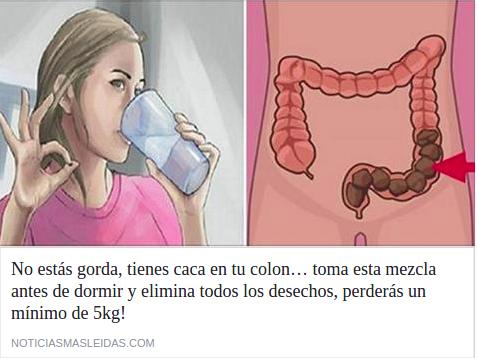 No estás gorda, tienes caca en tu colon… toma esta mezcla
antes de dormir y elimina todos los desechos, perderás un
mínimo de 5kg!
NOTICIASMASLEIDAS.COM